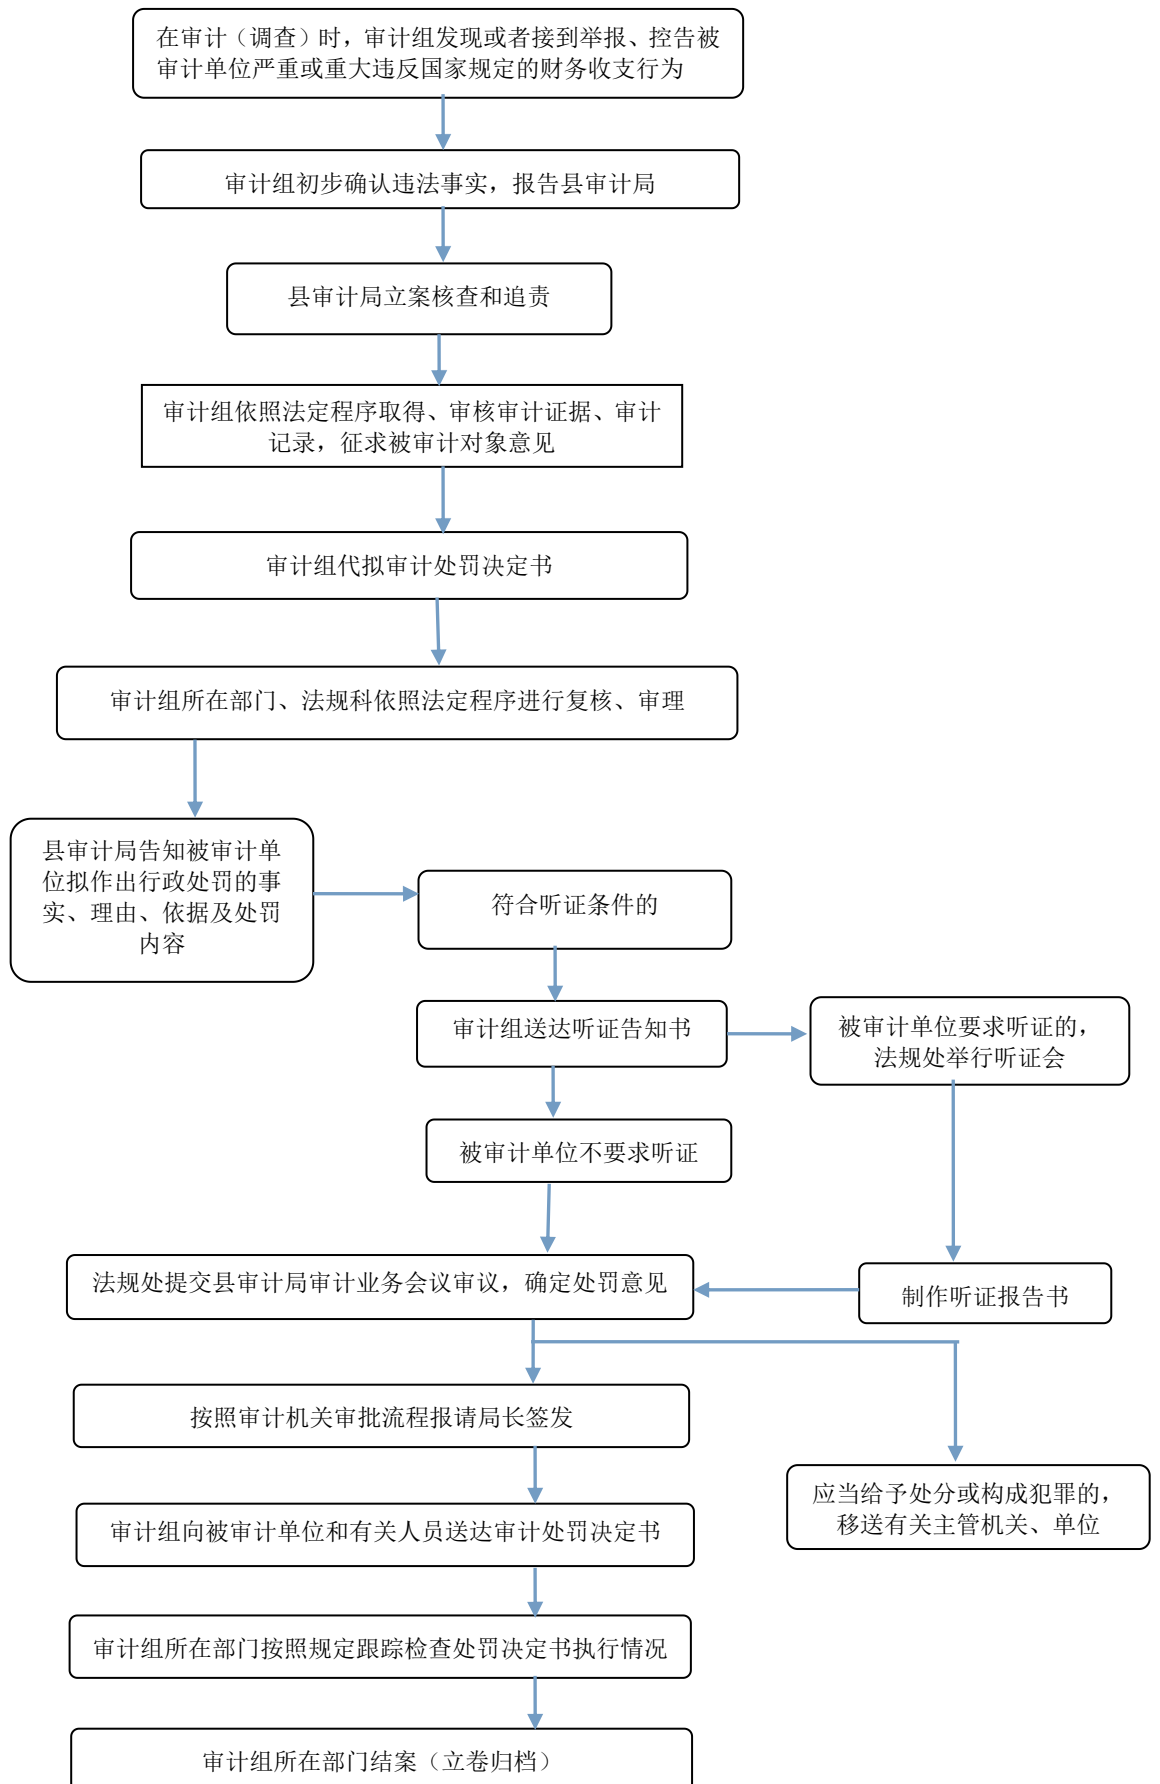 在审计（调查）时，审计组发现或者接到举报、控告被
审计单位严重或重大违反国家规定的财务收支行为
审计组初步确认违法事实，报告县审计局
县审计局立案核查和追责
审计组依照法定程序取得、审核审计证据、审计
记录，征求被审计对象意见
审计组代拟审计处罚决定书
审计组所在部门、法规科依照法定程序进行复核、审理
县审计局告知被审计单
位拟作出行政处罚的事
实、理由、依据及处罚
内容
符合听证条件的
审计组送达听证告知书
被审计单位要求听证的，
法规处举行听证会
被审计单位不要求听证
法规处提交县审计局审计业务会议审议，确定处罚意见
制作听证报告书
按照审计机关审批流程报请局长签发
应当给予处分或构成犯罪的，
移送有关主管机关、单位
审计组向被审计单位和有关人员送达审计处罚决定书
审计组所在部门按照规定跟踪检查处罚决定书执行情况
审计组所在部门结案（立卷归档）